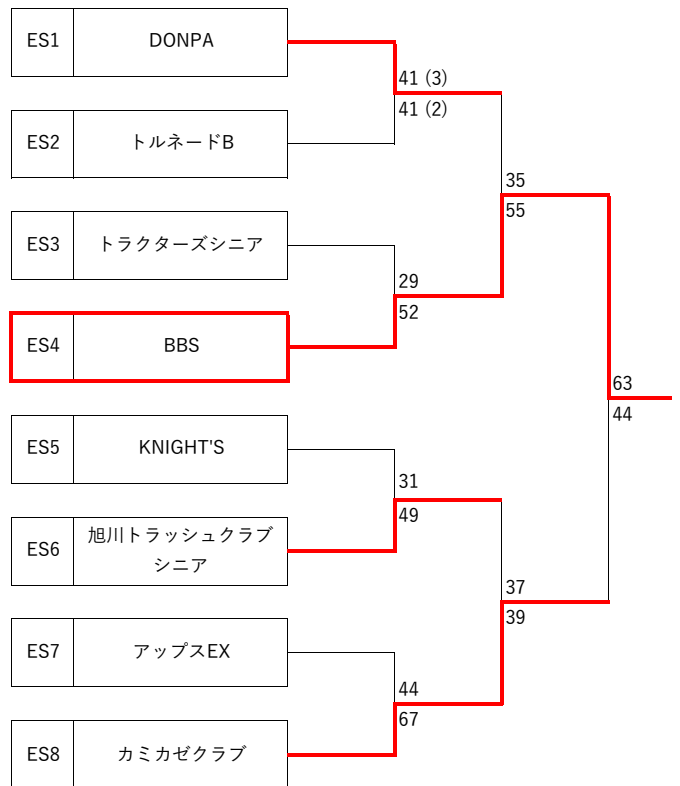 ES1 DONPA
41 (3)
41 (2)
ES2 トルネードB
35
55
ES3 トラクターズシニア
29
52
ES4 BBS
63
44
ES5 KNIGHT'S
31
49
ES6 旭川トラッシュクラブ
シニア
37
39
ES7 アップスEX
44
67
ES8 カミカゼクラブ